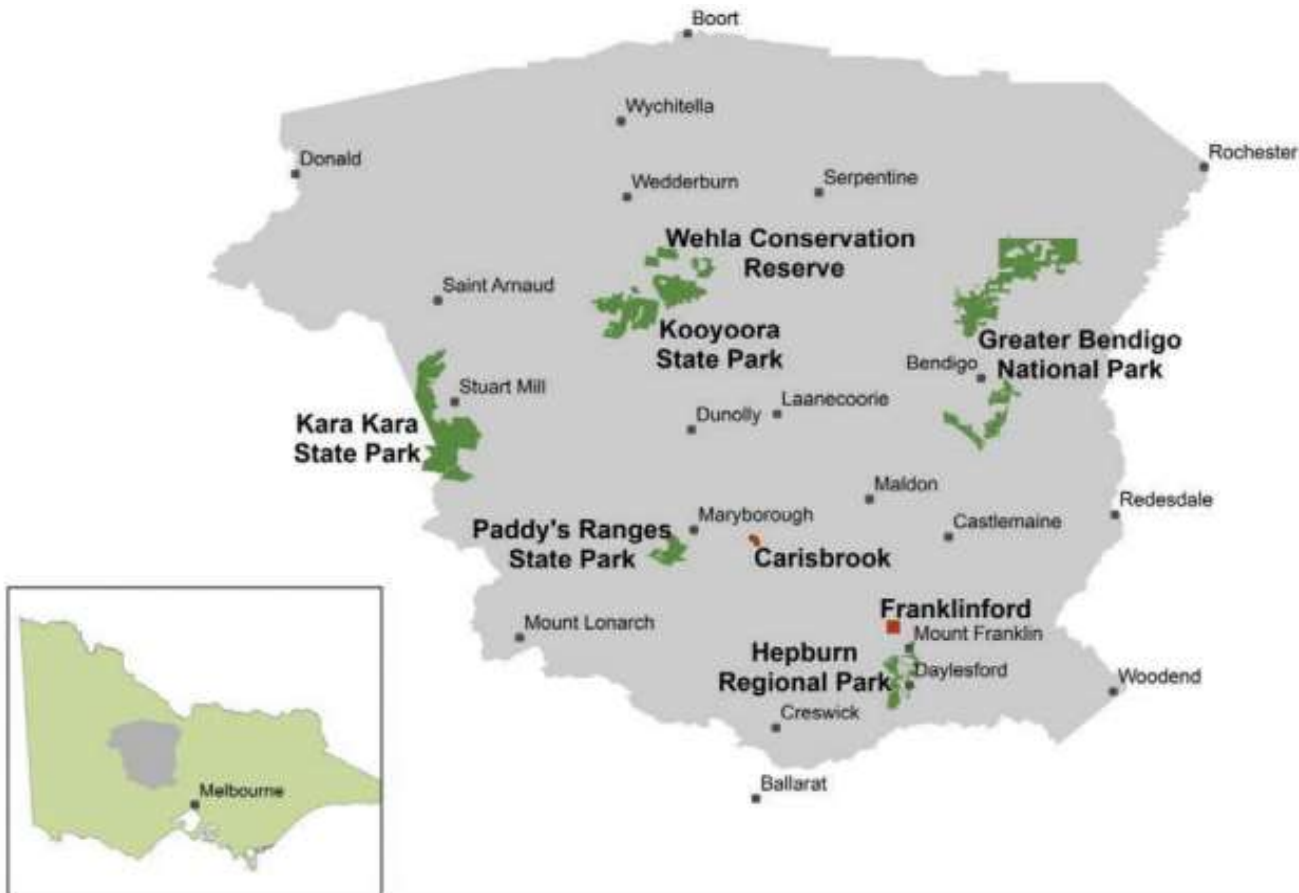 Boort
Wychitella
Donald
Rochester
Wedderburn
Serpentine
Wehla Conservation
Reserve
Saint Arnaud
Kooyoora
State Park
Greater Bendigo
National Park
Bendigo
Stuart Mill
Laanecoorie
Dunolly
Kara Kara
State Park
Maldon
Redesdale
Maryborough
Castlemaine
Paddy's Ranges
State Park
Carisbrook
Franklinford
Mount Lonarch
Mount Franklin
Hepburn
Regional Park
Daylesford
Woodend
Creswick
Ballarat
Melbourne